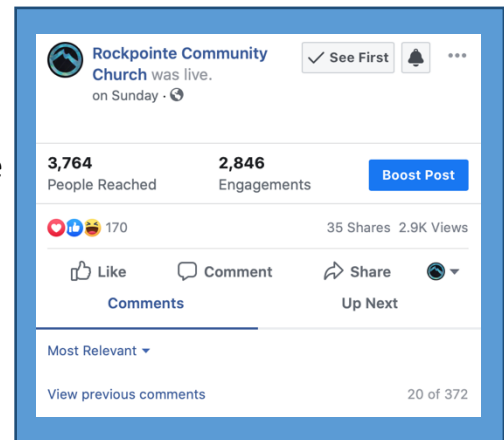 Rockpointe Community
Church was live.
See First
on Sunday ·
3,764
People Reached
2,846
Engagements
Boost Post
170
35 Shares 2.9K Views
Like
Comment
Share
Comments
Up Next
Most Relevant
View previous comments
20 of 372